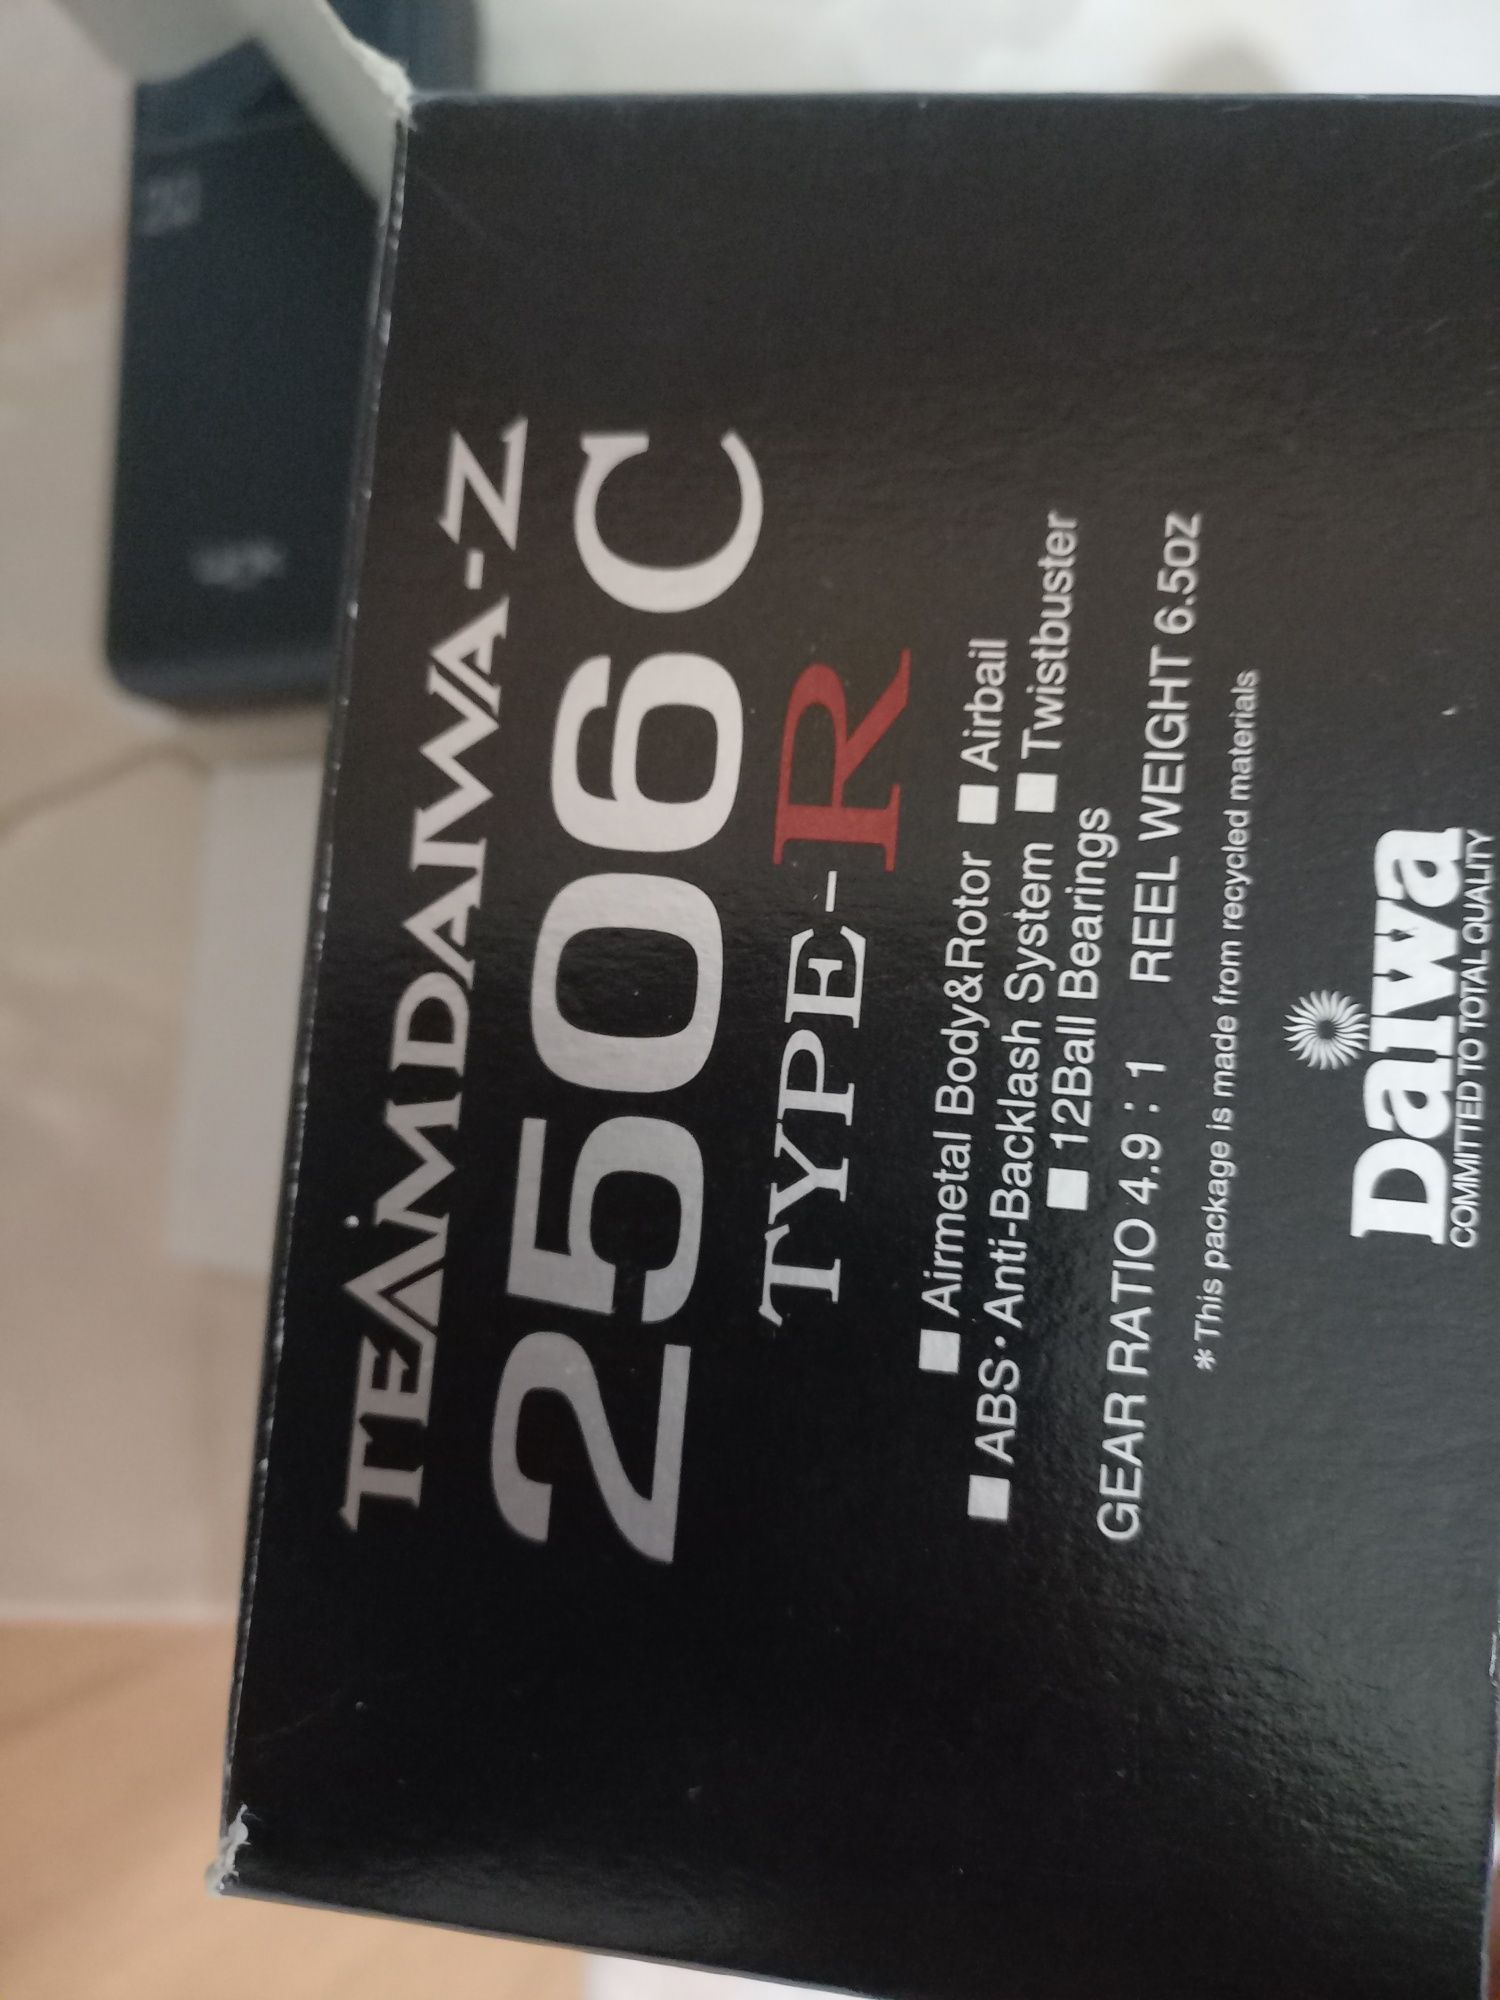 TEAMDAIWA-Z
2506C
TYPE-R
■ Airmetal Body&Rotor ■ Airbail
■ ABS・Anti-Backlash System ■ Twistbuster
■ 12Ball Bearings
GEAR RATIO 4.9 : 1 REEL WEIGHT 6.5oz
*This package is made from recycled materials
Daiwa
COMMITTED TO TOTAL QUALITY